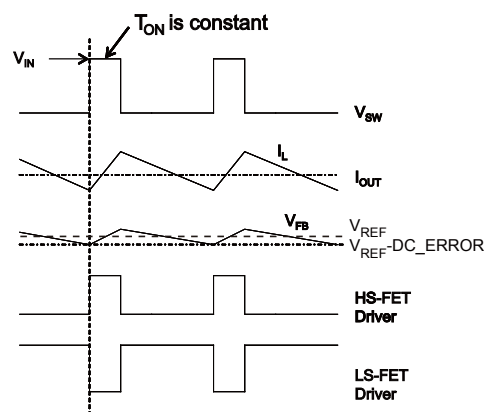 T_ON is constant
V_IN
V_SW
I_L
I_OUT
V_FB
V_REF
V_REF-DC_ERROR
HS-FET
Driver
LS-FET
Driver